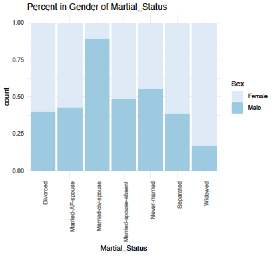 Percent in Gender of Martial_Status
1.00
0.75
0.50
0.25
0.00
count
Divorced
Married-AF-spouse
Married-civ-spouse
Married-spouse-absent
Never-married
Separated
Widowed
Martial_Status
Sex
Female
Male